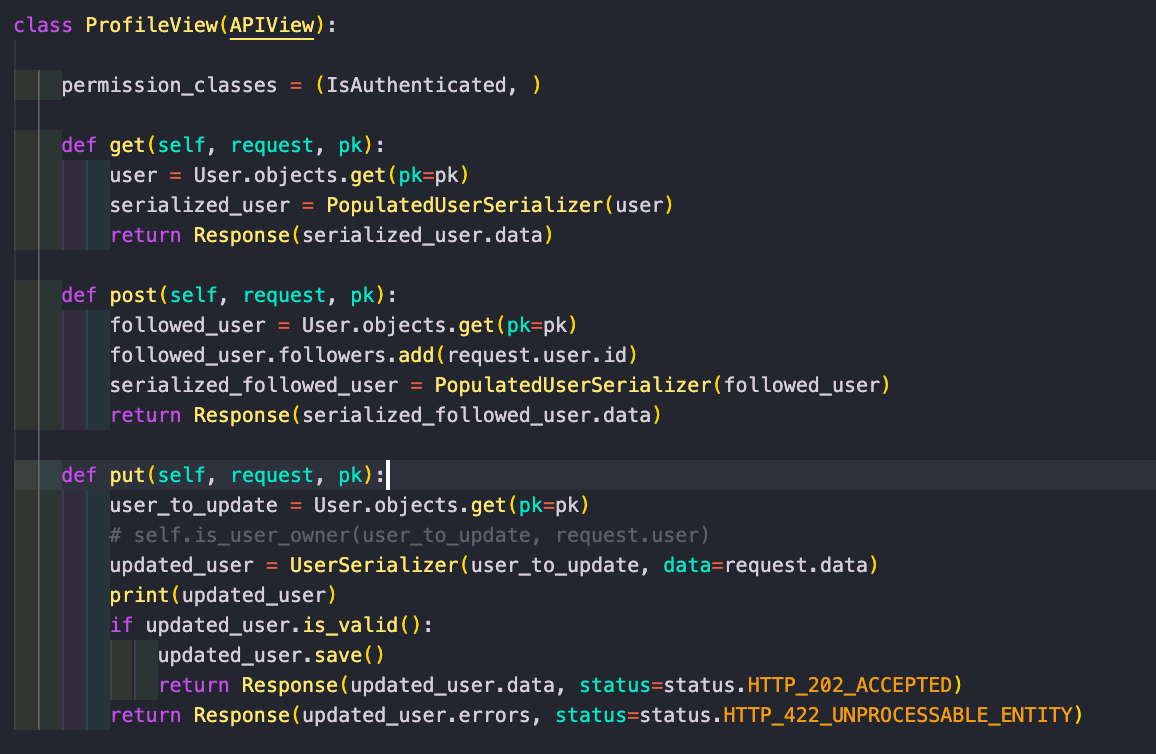 class ProfileView(APIView):
permission_classes = (IsAuthenticated, )
def get(self, request, pk):
user = User.objects.get(pk=pk)
serialized_user = PopulatedUserSerializer(user)
return Response(serialized_user.data)
def post(self, request, pk):
followed_user = User.objects.get(pk=pk)
followed_user.followers.add(request.user.id)
serialized_followed_user = PopulatedUserSerializer(followed_user)
return Response(serialized_followed_user.data)
def put(self, request, pk):
user_to_update = User.objects.get(pk=pk)
# self.is_user_owner(user_to_update, request.user)
updated_user = UserSerializer(user_to_update, data=request.data)
print(updated_user)
if updated_user.is_valid():
updated_user.save()
return Response(updated_user.data, status=status.HTTP_202_ACCEPTED)
return Response(updated_user.errors, status=status.HTTP_422_UNPROCESSABLE_ENTITY)